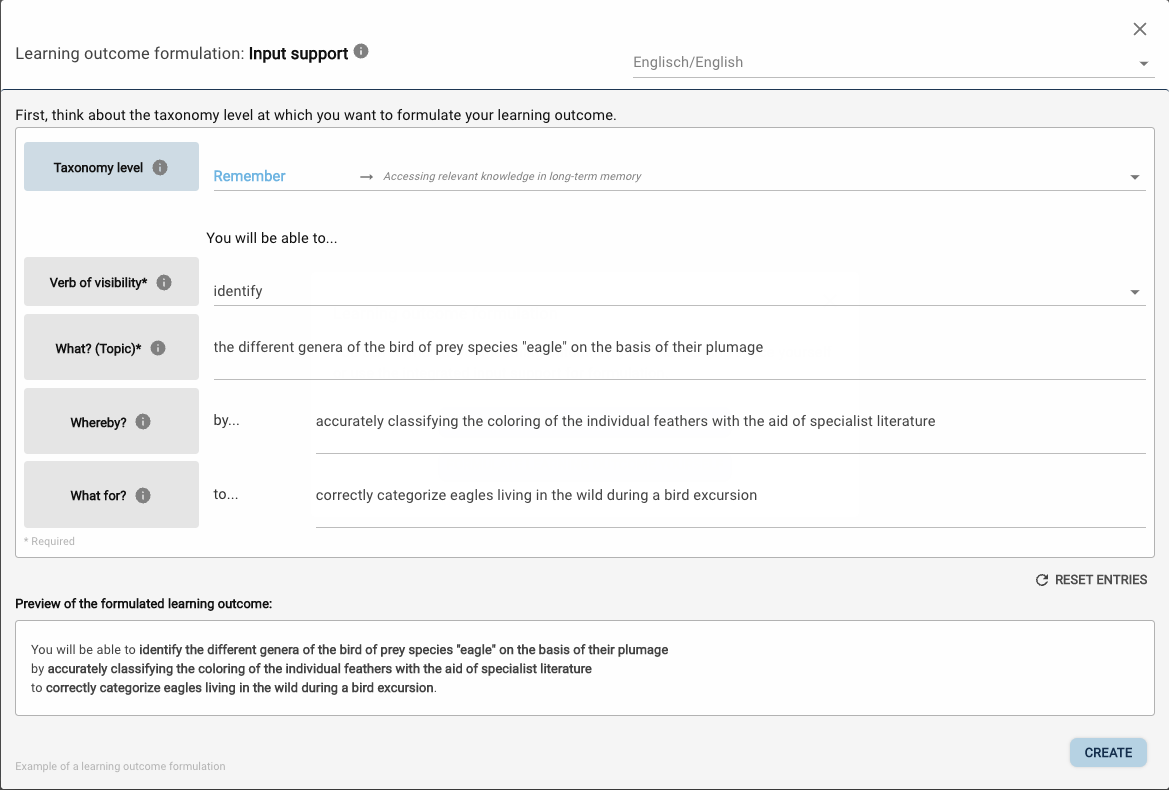 Learning outcome formulation: Input support
Englisch/English
First, think about the taxonomy level at which you want to formulate your learning outcome.
Taxonomy level
Remember → Accessing relevant knowledge in long-term memory
You will be able to...
Verb of visibility*
identify
What? (Topic)*
the different genera of the bird of prey species "eagle" on the basis of their plumage
Whereby?
by... accurately classifying the coloring of the individual feathers with the aid of specialist literature
What for?
to... correctly categorize eagles living in the wild during a bird excursion
* Required
RESET ENTRIES
Preview of the formulated learning outcome:
You will be able to identify the different genera of the bird of prey species "eagle" on the basis of their plumage
by accurately classifying the coloring of the individual feathers with the aid of specialist literature
to correctly categorize eagles living in the wild during a bird excursion.
CREATE
Example of a learning outcome formulation